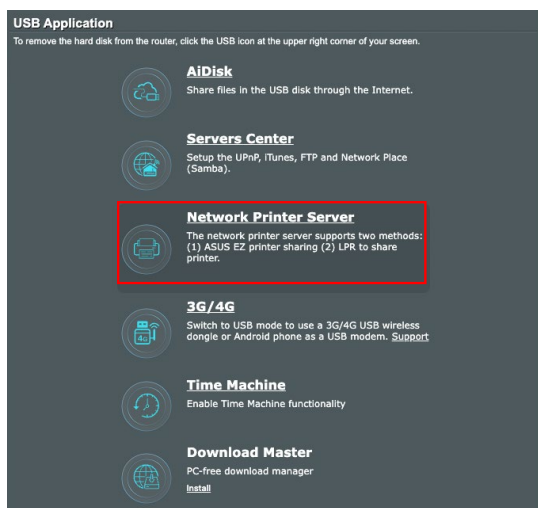 USB Application
To remove the hard disk from the router, click the USB icon at the upper right corner of your screen.
AiDisk
Share files in the USB disk through the Internet.
Servers Center
Setup the UPnP, iTunes, FTP and Network Place
(Samba).
Network Printer Server
The network printer server supports two methods:
(1) ASUS EZ printer sharing (2) LPR to share
printer.
3G/4G
4G
Switch to USB mode to use a 3G/4G USB wireless
dongle or Android phone as a USB modem. Support
Time Machine
Enable Time Machine functionality
Download Master
PC-free download manager
Install